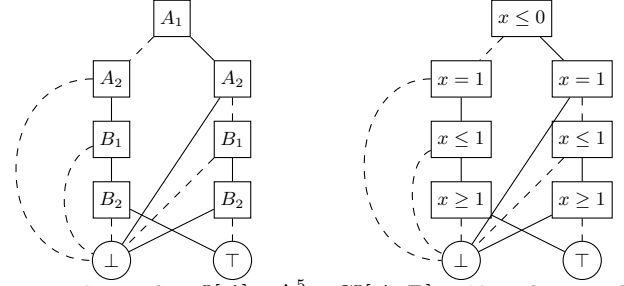 A₁ x ≤ 0
A₂ A₂ x = 1 x = 1
B₁ B₁ x ≤ 1 x ≤ 1
B₂ B₂ x ≥ 1 x ≥ 1
⊥ ⊤ ⊥ ⊤